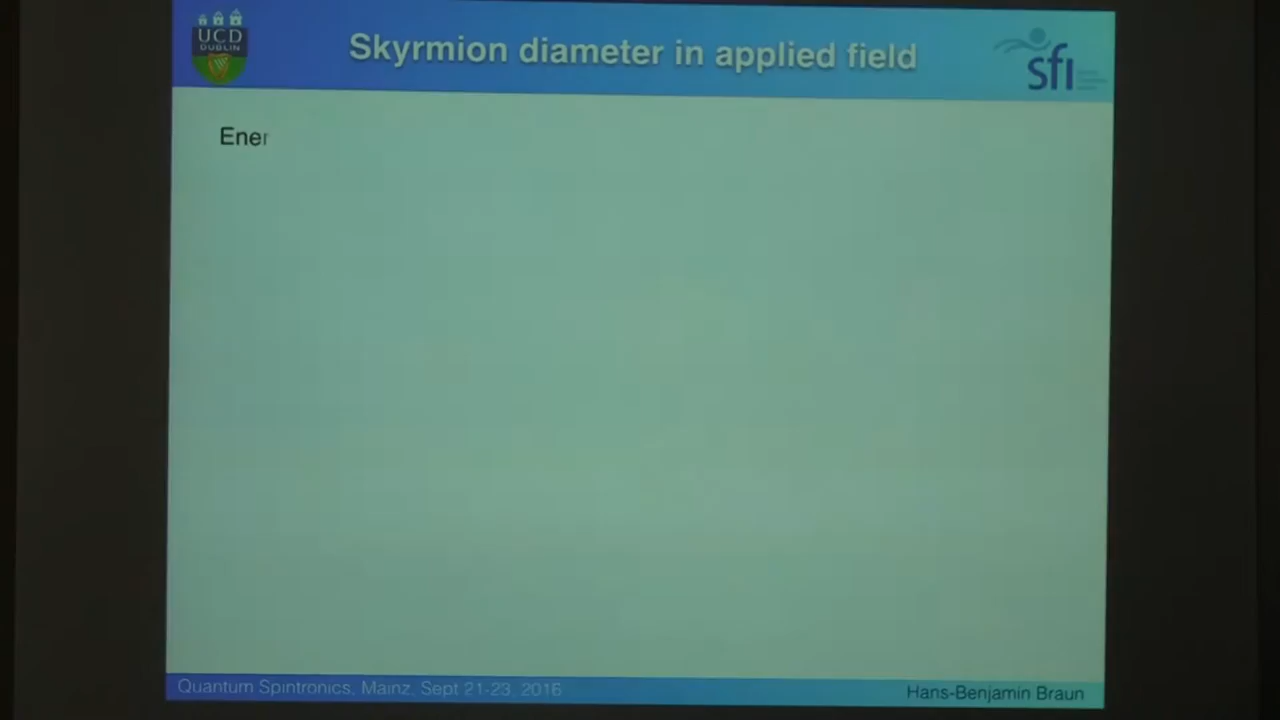 UCD
DUBLIN
Skyrmion diameter in applied field
sfi
Ener
Quantum Spintronics, Mainz, Sept 21-23, 2016
Hans-Benjamin Braun